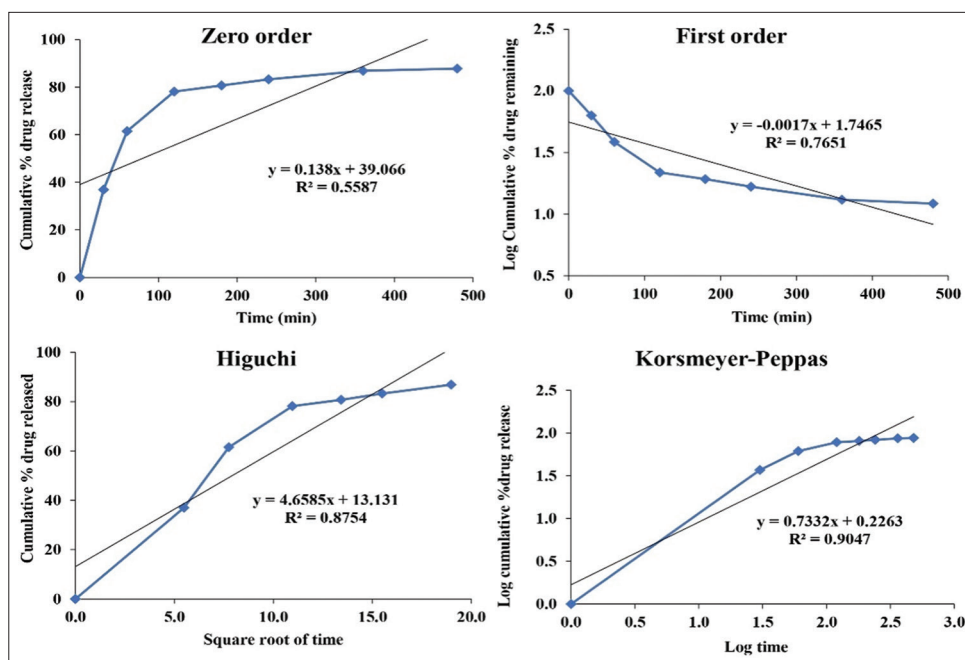 Zero order
Cumulative % drug release
100
80
60
40
20
0
y = 0.138x + 39.066
R² = 0.5587
0 100 200 300 400 500
Time (min)
First order
Log Cumulative % drug remaining
2.5
2.0
1.5
1.0
0.5
y = -0.0017x + 1.7465
R² = 0.7651
0 100 200 300 400 500
Time (min)
Higuchi
Cumulative % drug released
100
80
60
40
20
0
y = 4.6585x + 13.131
R² = 0.8754
0.0 5.0 10.0 15.0 20.0
Square root of time
Korsmeyer-Peppas
Log cumulative %drug release
2.5
2.0
1.5
1.0
0.5
0.0
y = 0.7332x + 0.2263
R² = 0.9047
0.0 0.5 1.0 1.5 2.0 2.5 3.0
Log time